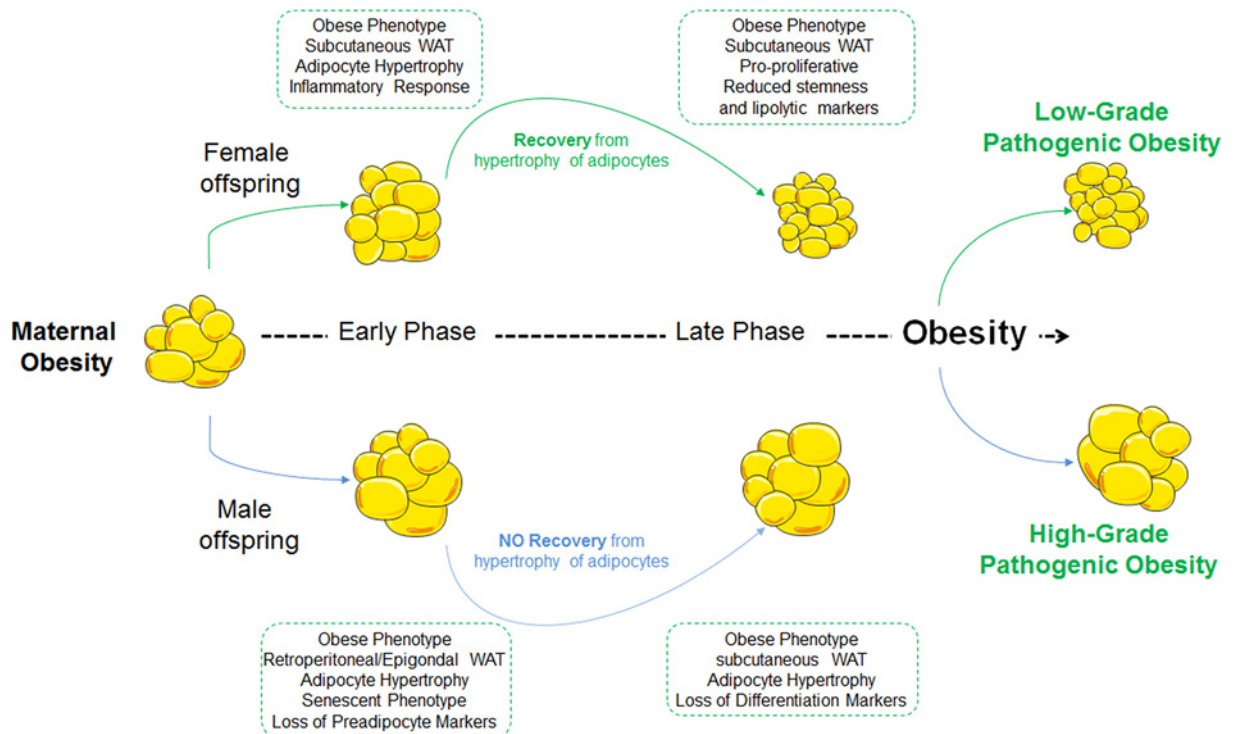 Obese Phenotype
Subcutaneous WAT
Adipocyte Hypertrophy
Inflammatory Response
Obese Phenotype
Subcutaneous WAT
Pro-proliferative
Reduced stemness
and lipolytic markers
Low-Grade
Pathogenic Obesity
Female
offspring
Recovery from
hypertrophy of adipocytes
Maternal
Obesity
Early Phase
Late Phase
Obesity
Male
offspring
NO Recovery from
hypertrophy of adipocytes
High-Grade
Pathogenic Obesity
Obese Phenotype
Retroperitoneal/Epigondal WAT
Adipocyte Hypertrophy
Senescent Phenotype
Loss of Preadipocyte Markers
Obese Phenotype
subcutaneous WAT
Adipocyte Hypertrophy
Loss of Differentiation Markers